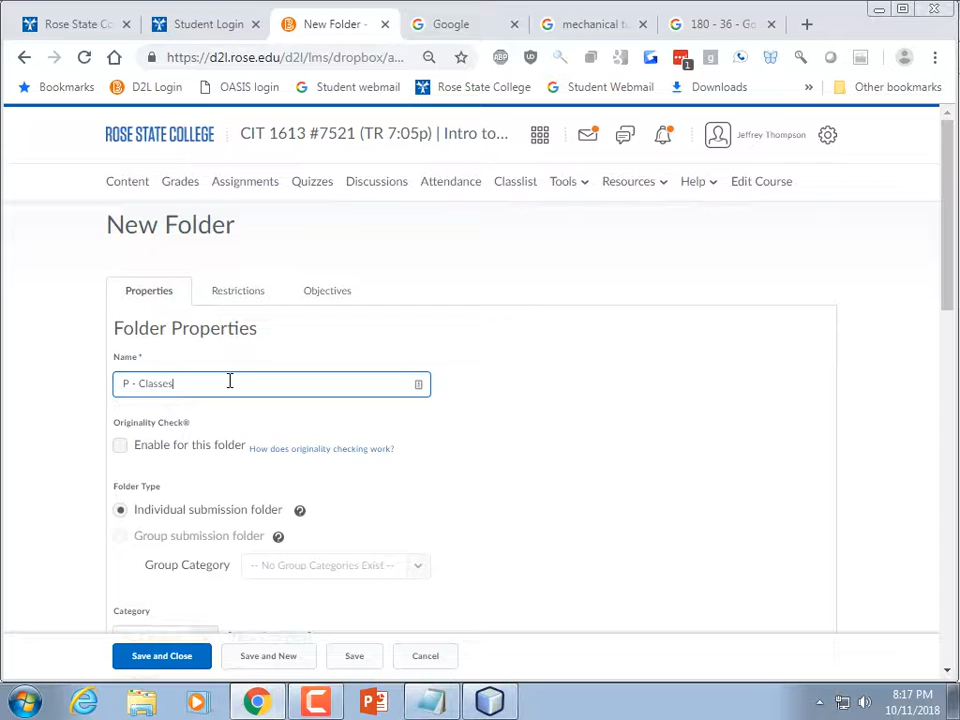 Rose State Co
Student Login
New Folder -
Google
mechanical tu
180 - 36 - Go
https://d2l.rose.edu/d2l/lms/dropbox/a...
ABP
1
g
Bookmarks
D2L Login
OASIS login
Student webmail
Rose State College
Student Webmail
Downloads
»
Other bookmarks
ROSE STATE COLLEGE
CIT 1613 #7521 (TR 7:05p) | Intro to...
Jeffrey Thompson
Content
Grades
Assignments
Quizzes
Discussions
Attendance
Classlist
Tools
Resources
Help
Edit Course
New Folder
Properties
Restrictions
Objectives
Folder Properties
Name *
P - Classes
Originality Check®
Enable for this folder
How does originality checking work?
Folder Type
Individual submission folder
Group submission folder
Group Category
-- No Group Categories Exist --
Category
Save and Close
Save and New
Save
Cancel
8:17 PM
10/11/2018